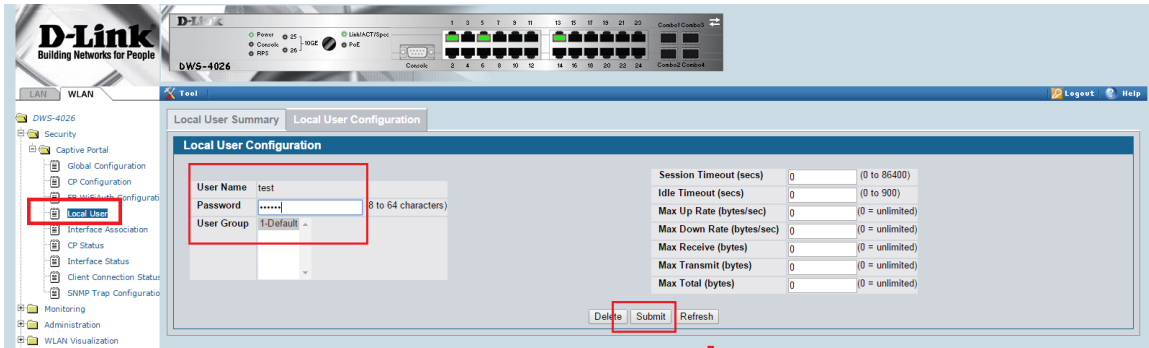 D-Link
Building Networks for People
D-Link
DWS-4026
Power
Console
RPS
25
26
10GE
Link/ACT/Spee
PoE
Console
1 3 5 7 9 11 13 15 17 19 21 23
2 4 6 8 10 12 14 16 18 20 22 24
Combo1 Combo3
Combo2 Combo4
LAN WLAN
Tool
Logout Help
DWS-4026
Security
Captive Portal
Global Configuration
CP Configuration
FB WiFiAuth Configurati
Local User
Interface Association
CP Status
Interface Status
Client Connection Status
SNMP Trap Configuratio
Monitoring
Administration
WLAN Visualization
Local User Summary Local User Configuration
Local User Configuration
User Name test
Password •••••• 8 to 64 characters)
User Group 1-Default
Session Timeout (secs) 0 (0 to 86400)
Idle Timeout (secs) 0 (0 to 900)
Max Up Rate (bytes/sec) 0 (0 = unlimited)
Max Down Rate (bytes/sec) 0 (0 = unlimited)
Max Receive (bytes) 0 (0 = unlimited)
Max Transmit (bytes) 0 (0 = unlimited)
Max Total (bytes) 0 (0 = unlimited)
Delete Submit Refresh